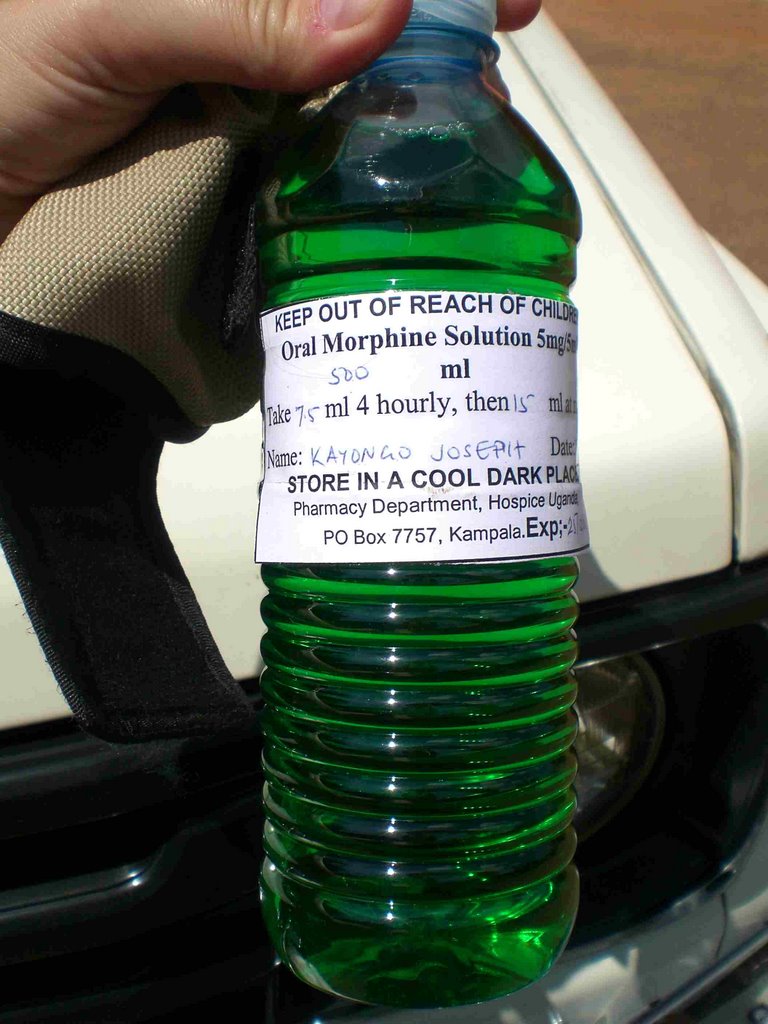 KEEP OUT OF REACH OF CHILDRE
Oral Morphine Solution 5mg/5m
500 ml
Take 7.5 ml 4 hourly, then 15 ml at
Name: KAYONGO JOSEPH Date:
STORE IN A COOL DARK PLACE
Pharmacy Department, Hospice Uganda,
PO Box 7757, Kampala. Exp;-